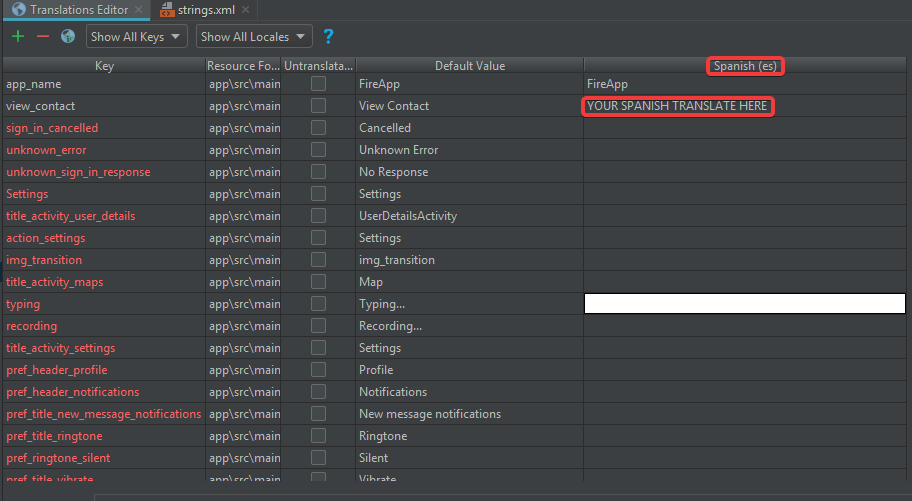 Translations Editor strings.xml
Show All Keys Show All Locales ?
Key Resource Fo... Untranslata... Default Value Spanish (es)
app_name app\src\main FireApp FireApp
view_contact app\src\main View Contact YOUR SPANISH TRANSLATE HERE
sign_in_cancelled app\src\main Cancelled
unknown_error app\src\main Unknown Error
unknown_sign_in_response app\src\main No Response
Settings app\src\main Settings
title_activity_user_details app\src\main UserDetailsActivity
action_settings app\src\main Settings
img_transition app\src\main img_transition
title_activity_maps app\src\main Map
typing app\src\main Typing...
recording app\src\main Recording...
title_activity_settings app\src\main Settings
pref_header_profile app\src\main Profile
pref_header_notifications app\src\main Notifications
pref_title_new_message_notifications app\src\main New message notifications
pref_title_ringtone app\src\main Ringtone
pref_ringtone_silent app\src\main Silent
pref_title_vibrate app\src\main Vibrate